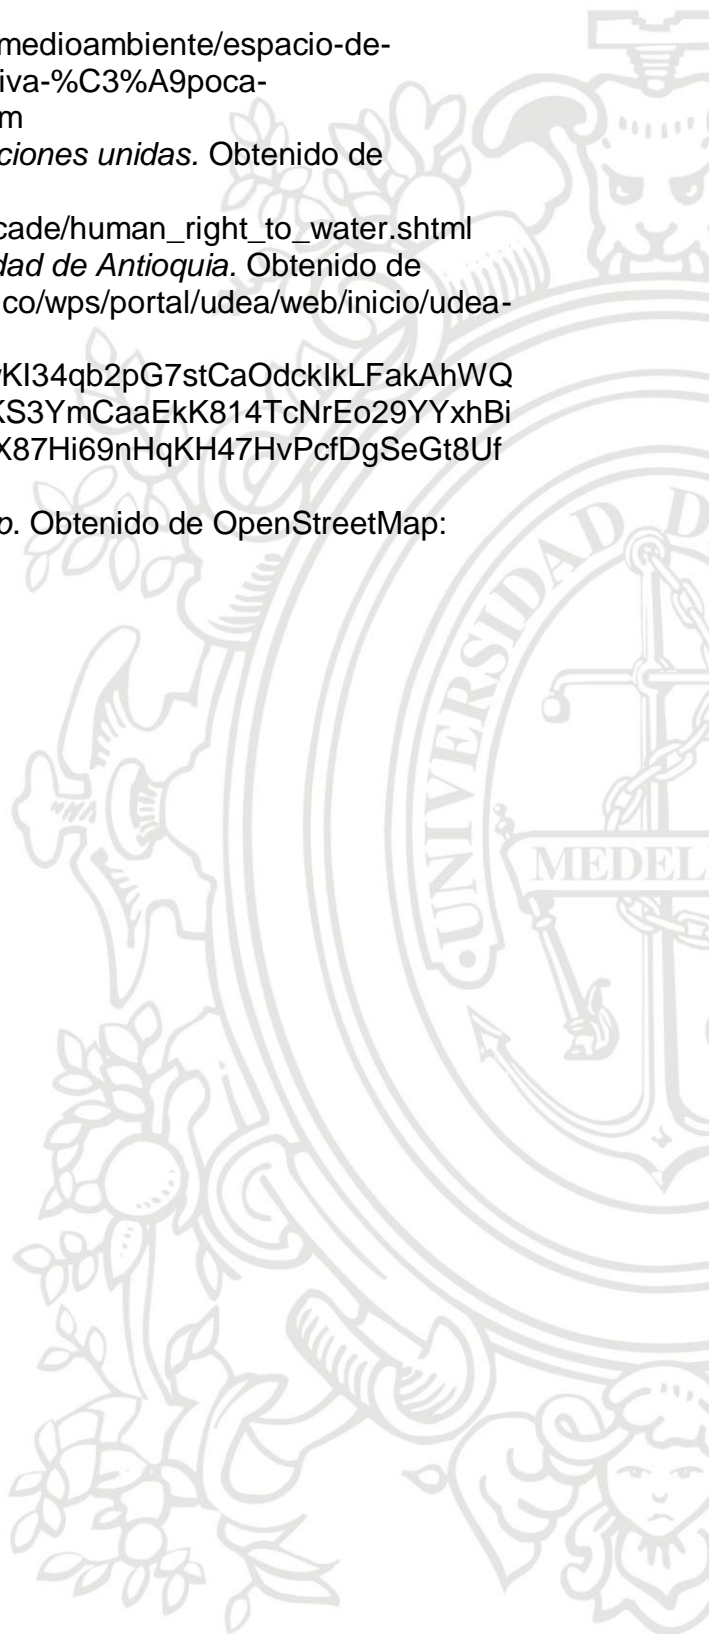 medioambiente/espacio-de-
iva-%C3%A9poca-
m
ciones unidas. Obtenido de
cade/human_right_to_water.shtml
dad de Antioquia. Obtenido de
co/wps/portal/udea/web/inicio/udea-
KI34qb2pG7stCaOdckIkLFakAhWQ
KS3YmCaaEkK814TcNrEo29YYxhBi
X87Hi69nHqKH47HvPcfDgSeGt8Uf
p. Obtenido de OpenStreetMap:
UNIVERSIDAD D
MEDEL